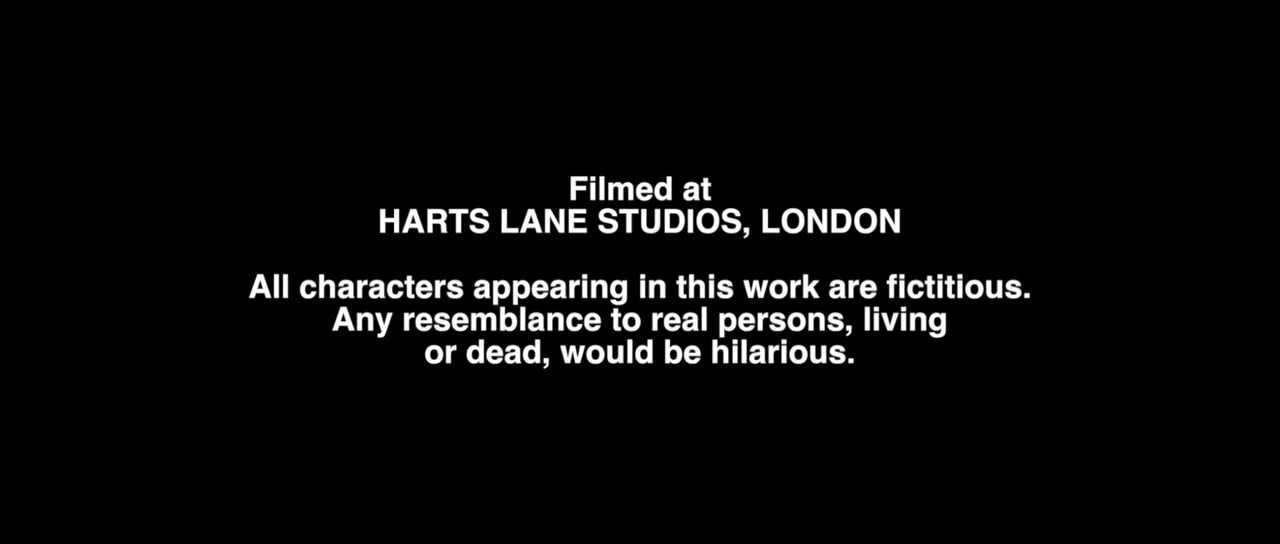 Filmed at
HARTS LANE STUDIOS, LONDON
All characters appearing in this work are fictitious.
Any resemblance to real persons, living
or dead, would be hilarious.